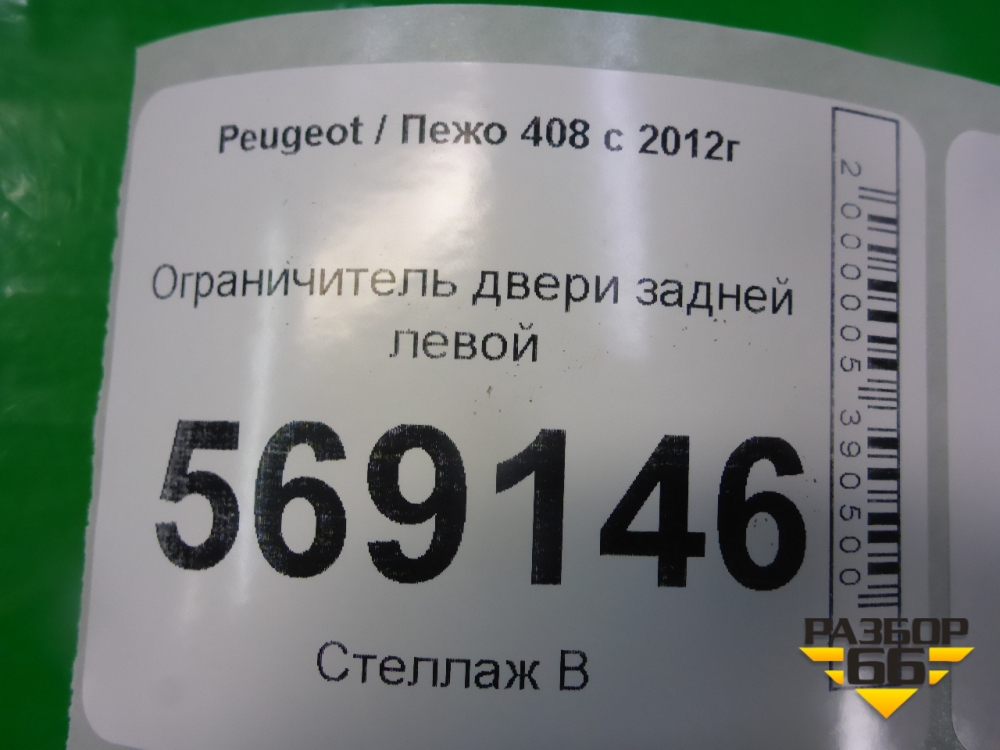 Peugeot / Пежо 408 с 2012г
Ограничитель двери задней
левой
569146
Стеллаж В
2000005390500
РАЗБОР
66